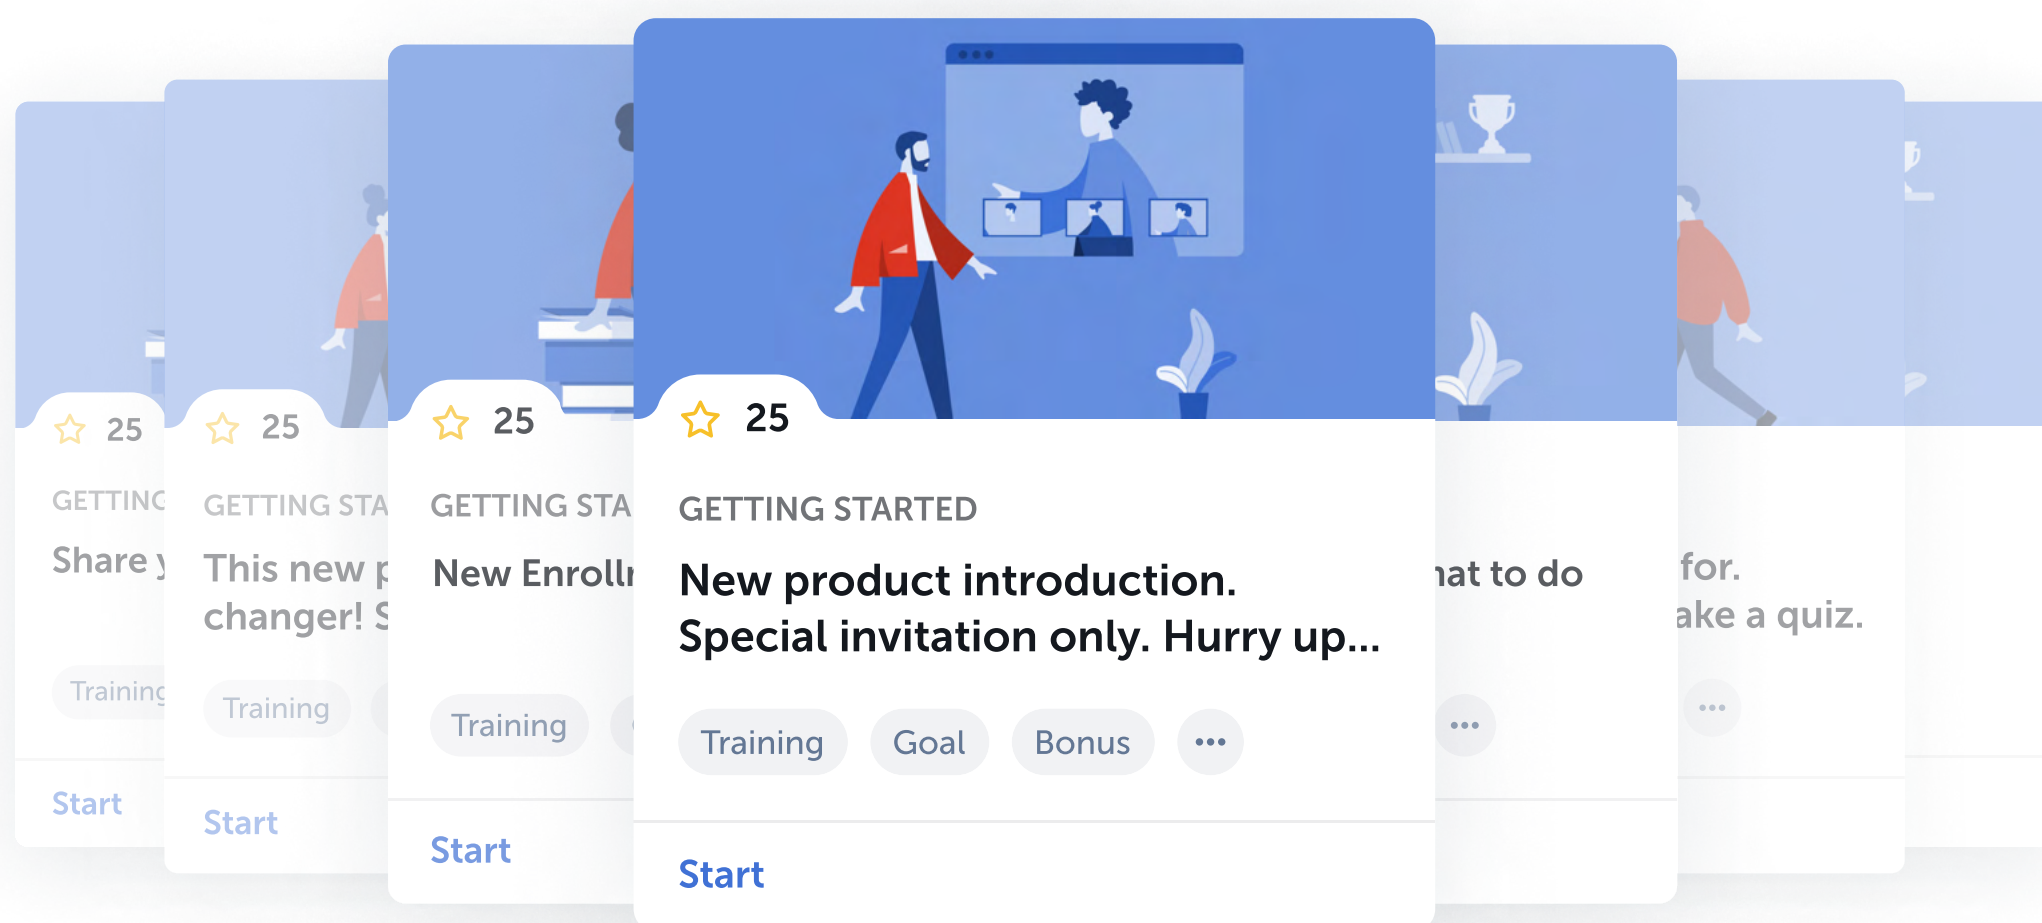 25
GETTING
Share
Training
Start
25
GETTING STA
This new
changer!
Training
Start
25
GETTING STA
New Enroll
Training
Start
25
GETTING STARTED
New product introduction.
Special invitation only. Hurry up...
Training
Goal
Bonus
...
Start
to do
...
for.
a quiz.
...